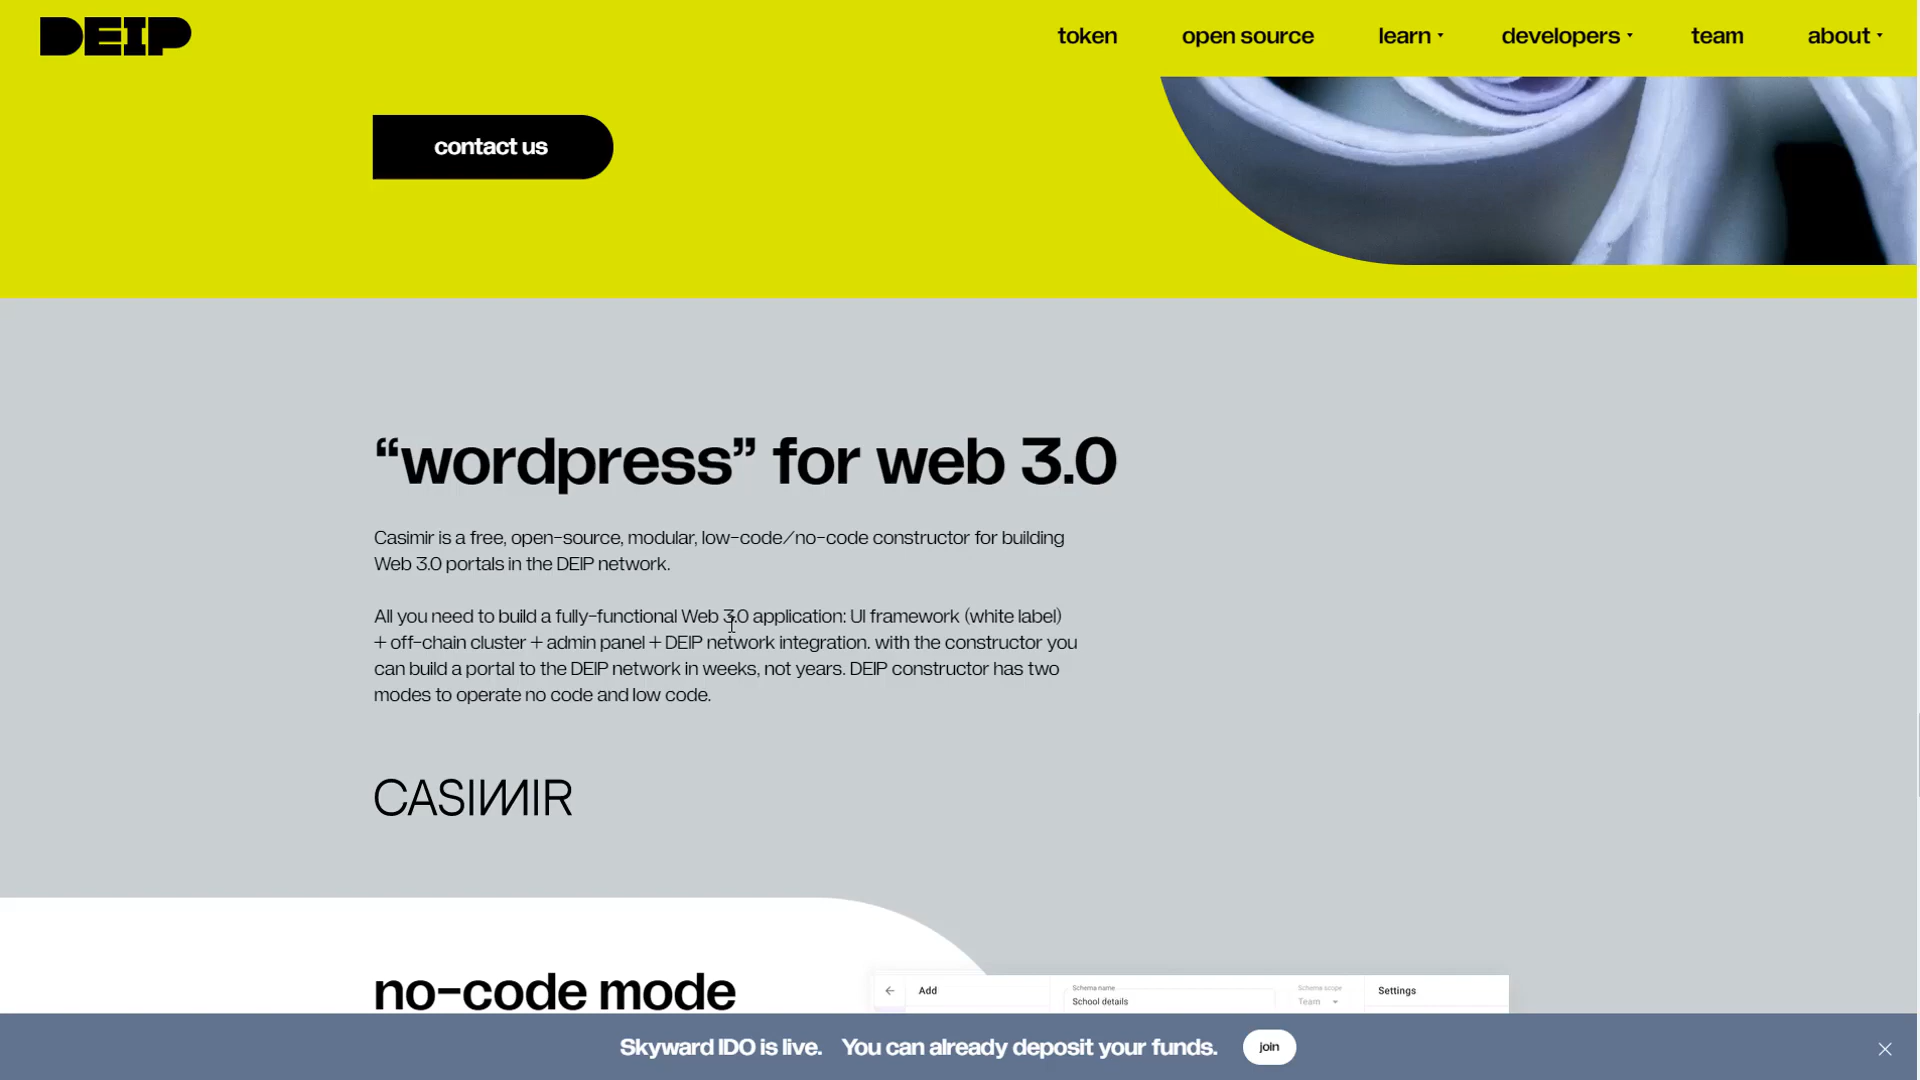 DEIP
token
open source
learn
developers
team
about
contact us
“wordpress” for web 3.0
Casimir is a free, open-source, modular, low-code/no-code constructor for building
Web 3.0 portals in the DEIP network.
All you need to build a fully-functional Web 3.0 application: UI framework (white label)
+ off-chain cluster + admin panel + DEIP network integration. with the constructor you
can build a portal to the DEIP network in weeks, not years. DEIP constructor has two
modes to operate no code and low code.
CASIMIR
no-code mode
Add
Schema name
School details
Schema scope
Team
Settings
Skyward IDO is live. You can already deposit your funds.
join